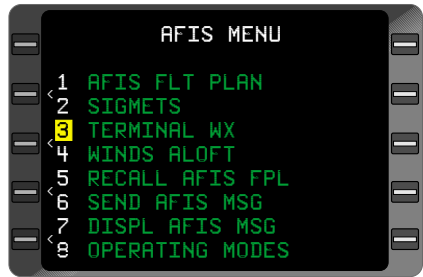 AFIS MENU
1 AFIS FLT PLAN
<
2 SIGMETS
3 TERMINAL WX
<
4 WINDS ALOFT
5 RECALL AFIS FPL
<
6 SEND AFIS MSG
7 DISPL AFIS MSG
<
8 OPERATING MODES